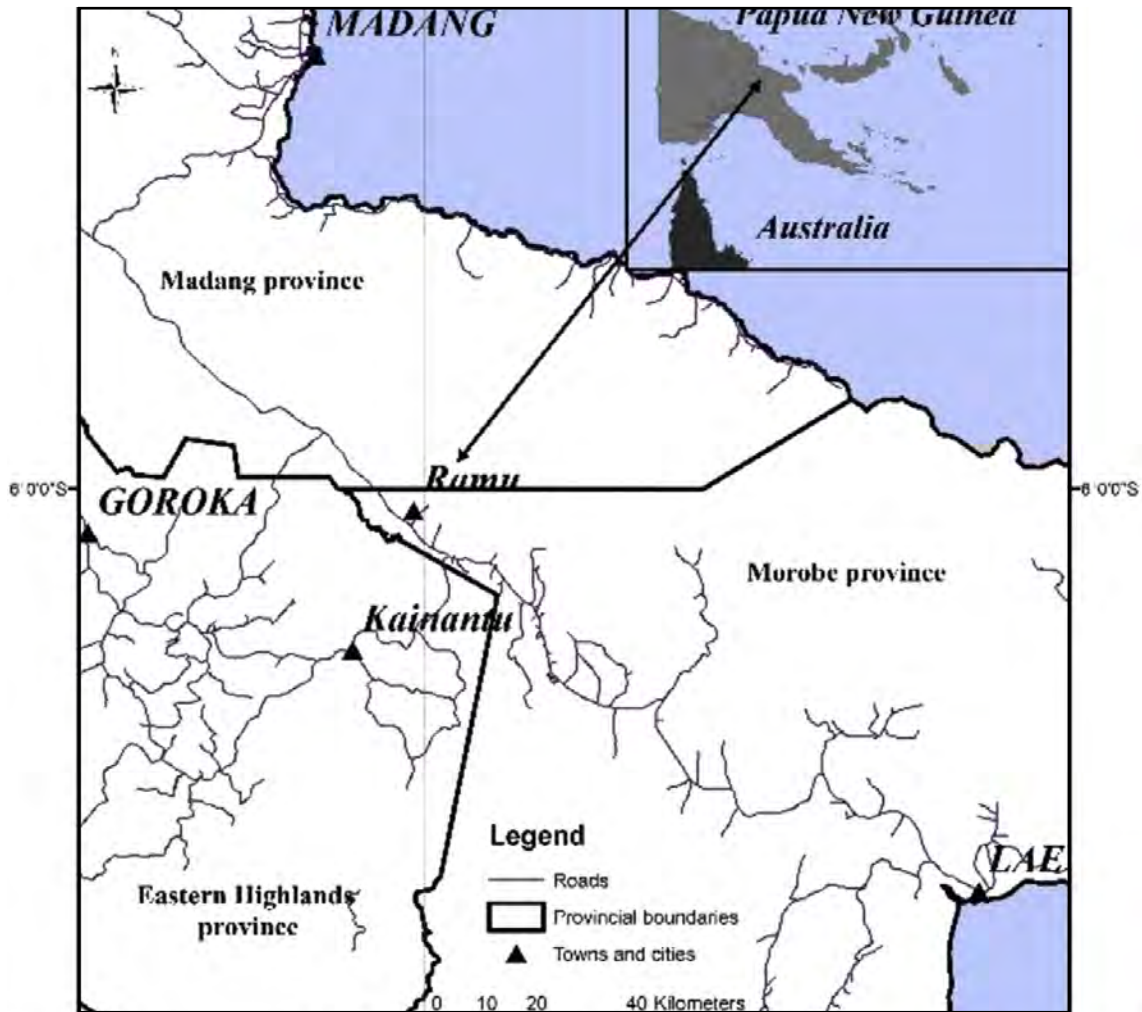 MADANG
Papua New Guinea
N
Australia
Madang province
Ramu
6°0'0"S
6°0'0"S
GOROKA
Morobe province
Kainantu
Legend
LAE
Roads
Eastern Highlands
province
Provincial boundaries
Towns and cities
0 10 20 40 Kilometers